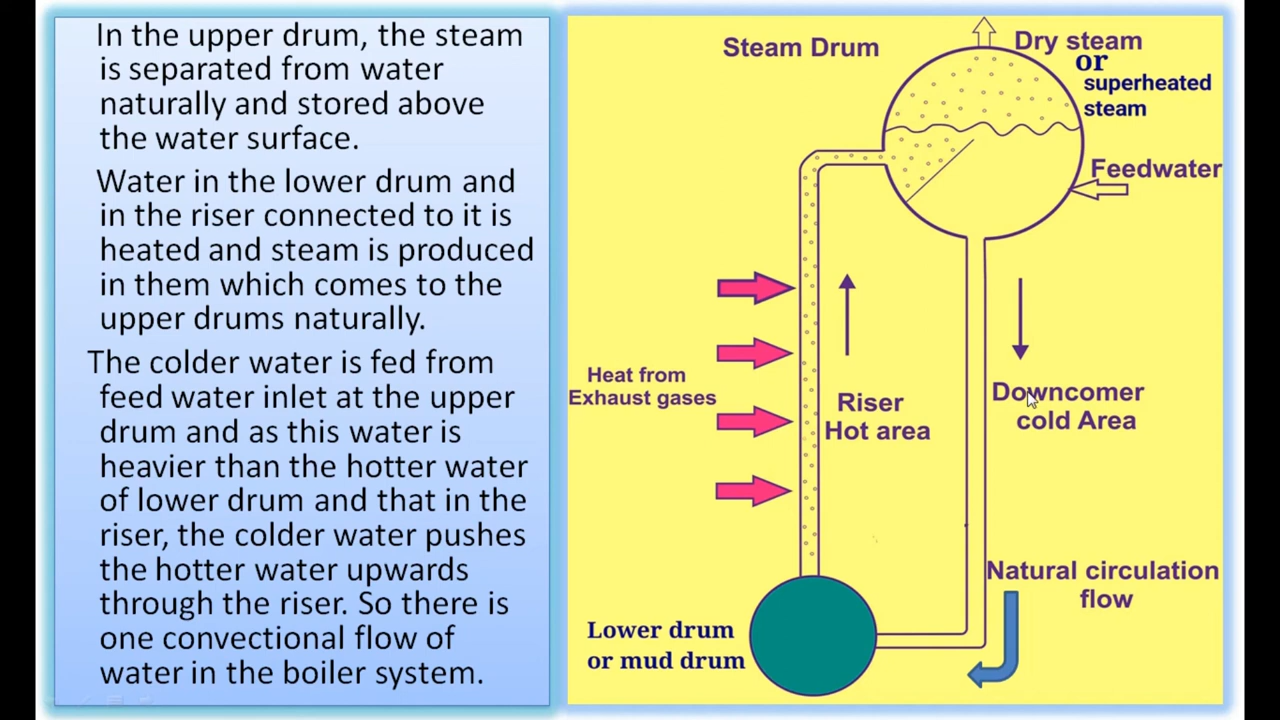 In the upper drum, the steam
is separated from water
naturally and stored above
the water surface.
Water in the lower drum and
in the riser connected to it is
heated and steam is produced
in them which comes to the
upper drums naturally.
The colder water is fed from
feed water inlet at the upper
drum and as this water is
heavier than the hotter water
of lower drum and that in the
riser, the colder water pushes
the hotter water upwards
through the riser. So there is
one convectional flow of
water in the boiler system.
Steam Drum
Dry steam
or
superheated
steam
Feedwater
Heat from
Exhaust gases
Riser
Hot area
Downcomer
cold Area
Natural circulation
flow
Lower drum
or mud drum